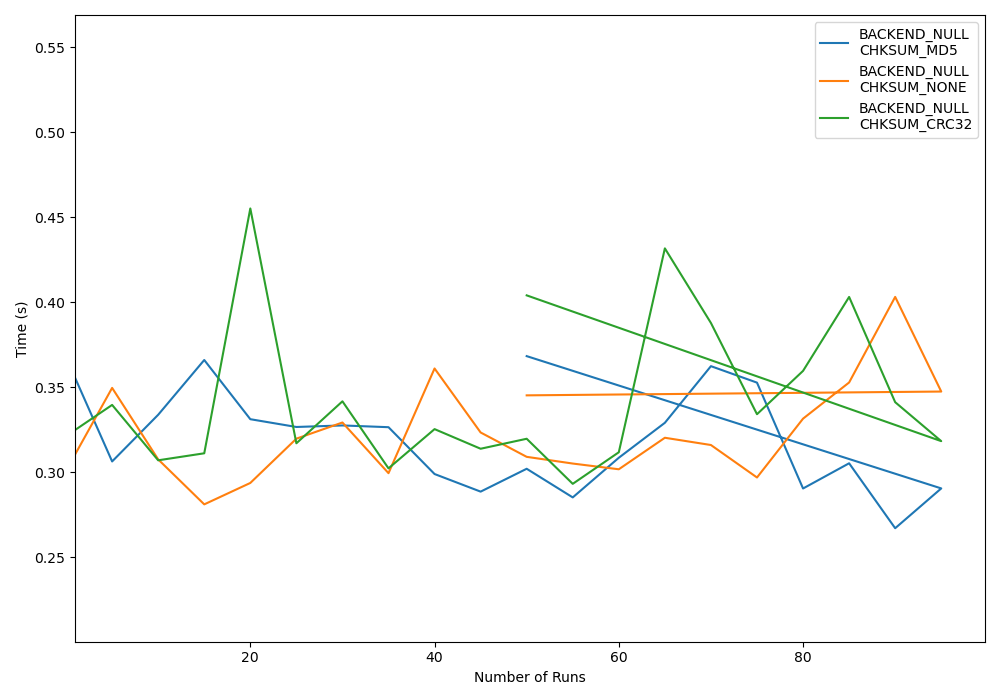 BACKEND_NULL
CHKSUM_MD5
BACKEND_NULL
CHKSUM_NONE
BACKEND_NULL
CHKSUM_CRC32
0.55
0.50
0.45
0.40
0.35
0.30
0.25
Time (s)
20 40 60 80
Number of Runs